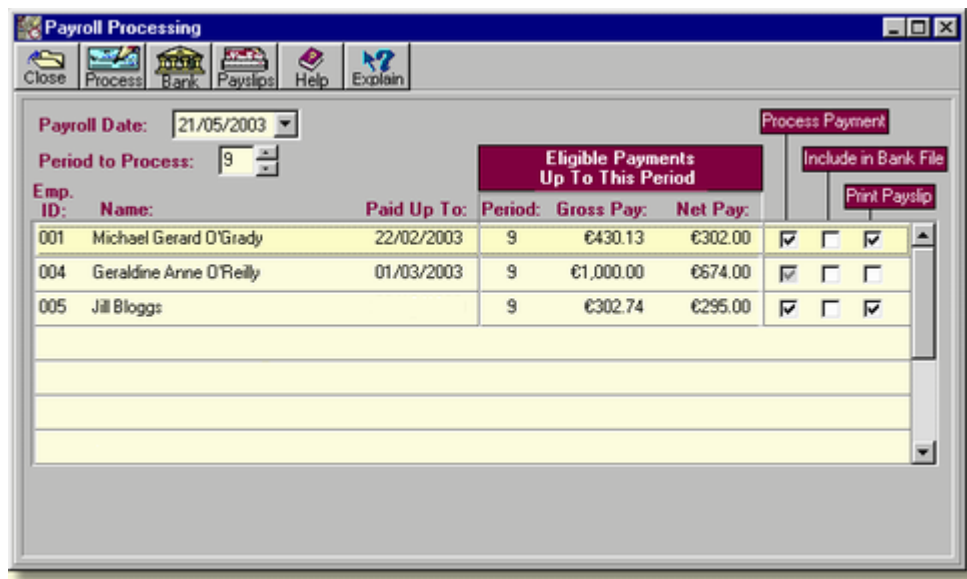 Payroll Processing
Close Process Bank Payslips Help Explain
Payroll Date: 21/05/2003
Process Payment
Period to Process: 9
Eligible Payments
Up To This Period
Include in Bank File
Print Payslip
Emp.
ID: Name: Paid Up To: Period: Gross Pay: Net Pay:
001 Michael Gerard O'Grady 22/02/2003 9 €430.13 €302.00
004 Geraldine Anne O'Reilly 01/03/2003 9 €1,000.00 €674.00
005 Jill Bloggs 9 €302.74 €295.00